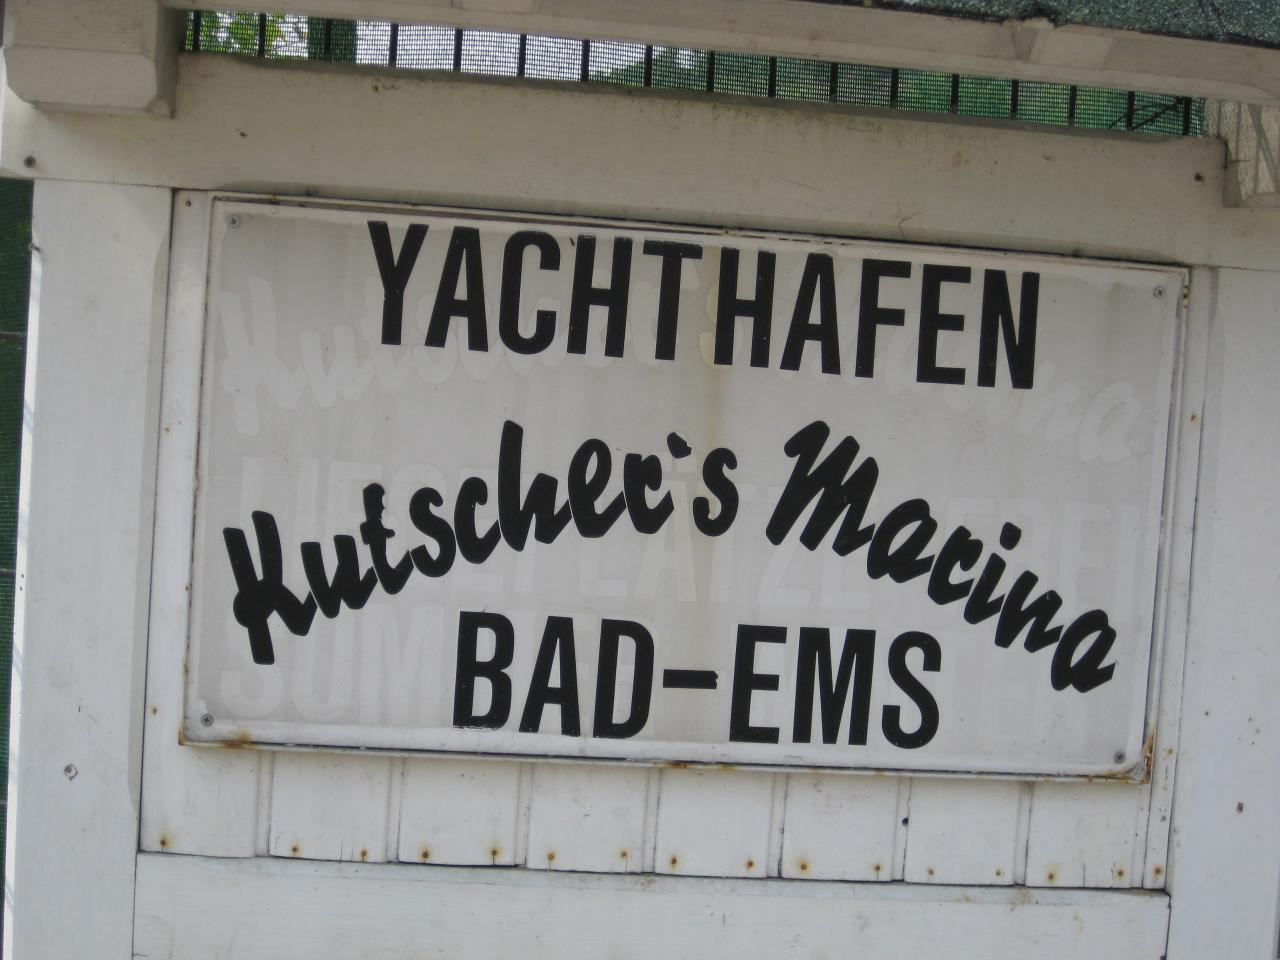 YACHTHAFEN
Kutscher's Marina
BAD-EMS